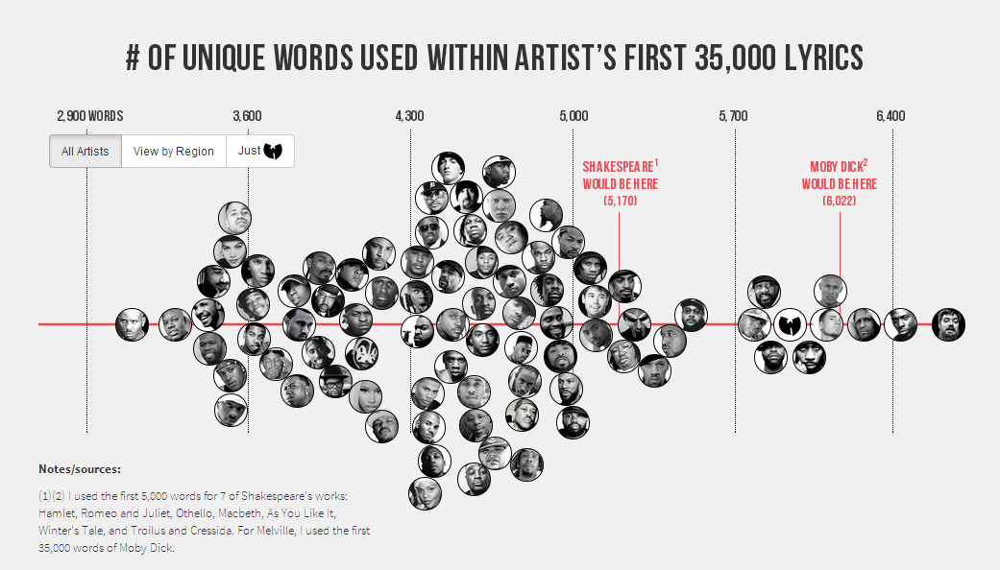 # OF UNIQUE WORDS USED WITHIN ARTIST'S FIRST 35,000 LYRICS
2,900 WORDS 3,600 4,300 5,000 5,700 6,400
All Artists View by Region Just
SHAKESPEARE1
WOULD BE HERE
(5,170)
MOBY DICK2
WOULD BE HERE
(6,022)
Notes/sources:
(1)(2) I used the first 5,000 words for 7 of Shakespeare's works:
Hamlet, Romeo and Juliet, Othello, Macbeth, As You Like It,
Winter's Tale, and Troilus and Cressida. For Melville, I used the first
35,000 words of Moby Dick.